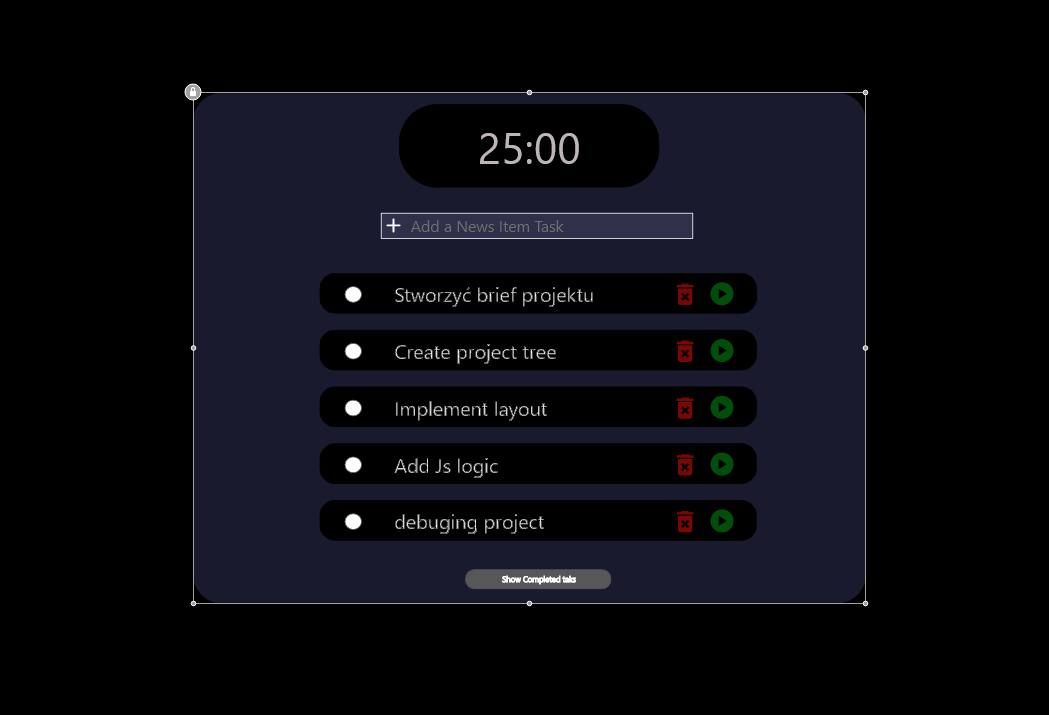 25:00
Add a News Item Task
Stworzyć brief projektu
Create project tree
Implement layout
Add Js logic
debuging project
Show Completed taks